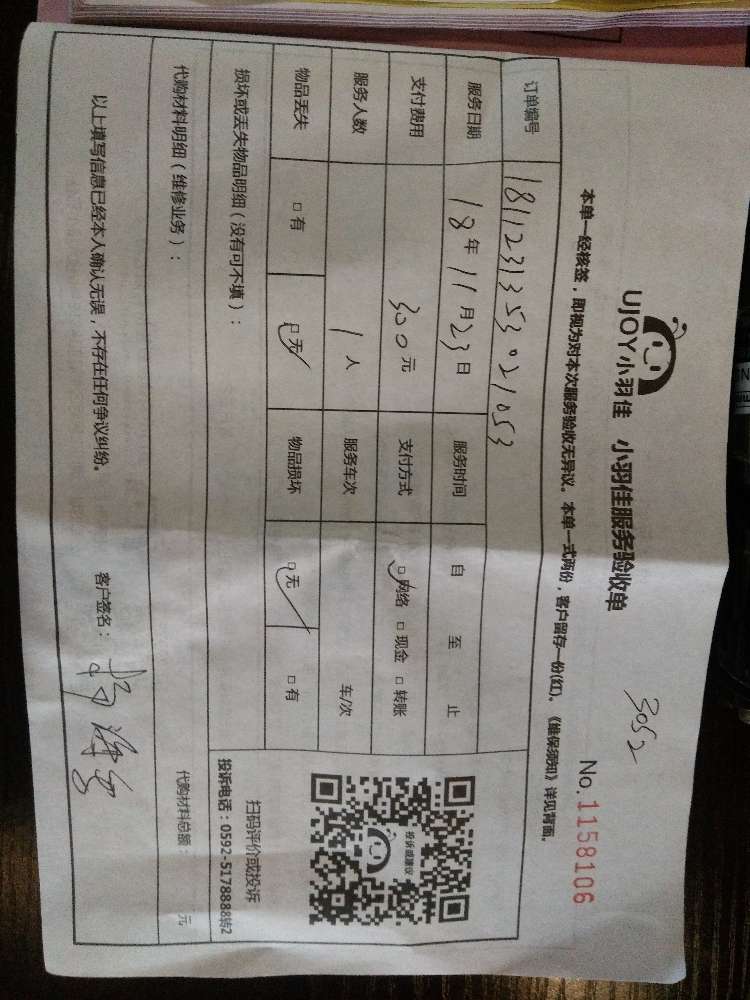 UJOY小羽佳 小羽佳服务验收单
3052
No.1158106
本单一经核签，即视为对本次服务验收无异议。本单一式两份，客户留存一份(红)。《维保须知》详见背面。
订单编号 1811231353021053
服务日期 18年11月23日 服务时间 自 至 止
支付费用 300元 支付方式 □网络 □现金 □转账
服务人数 1人 服务车次 车/次
物品丢失 □有 □无 物品损坏 □无 □有
投诉或建议
扫码评价或投诉
投诉电话：0592-5178888转2
损坏或丢失物品明细（没有可不填）：
代购材料明细（维修业务）： 代购材料总额： 元
以上填写信息已经本人确认无误，不存在任何争议纠纷。 客户签名：